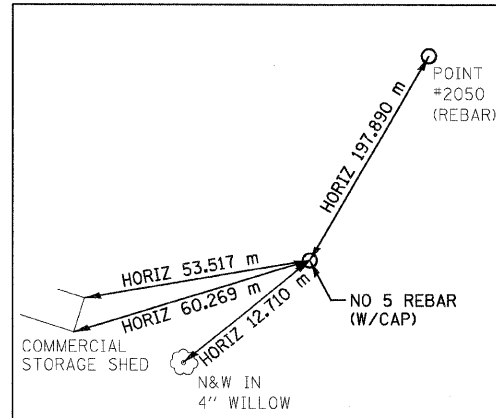 POINT
#2050
(REBAR)
HORIZ 197.890 m
HORIZ 53.517 m
HORIZ 60.269 m
HORIZ 12.710 m
NO 5 REBAR
(W/CAP)
COMMERCIAL
STORAGE SHED
N&W IN
4" WILLOW